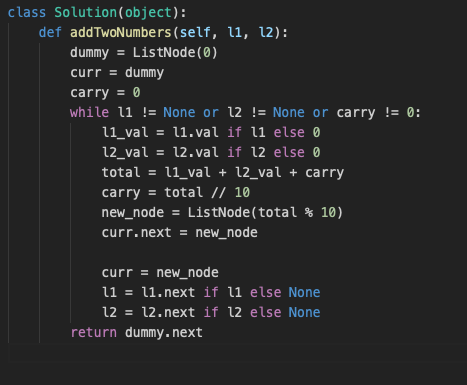 class Solution(object):
    def addTwoNumbers(self, l1, l2):
        dummy = ListNode(0)
        curr = dummy
        carry = 0
        while l1 != None or l2 != None or carry != 0:
            l1_val = l1.val if l1 else 0
            l2_val = l2.val if l2 else 0
            total = l1_val + l2_val + carry
            carry = total // 10
            new_node = ListNode(total % 10)
            curr.next = new_node

            curr = new_node
            l1 = l1.next if l1 else None
            l2 = l2.next if l2 else None
        return dummy.next